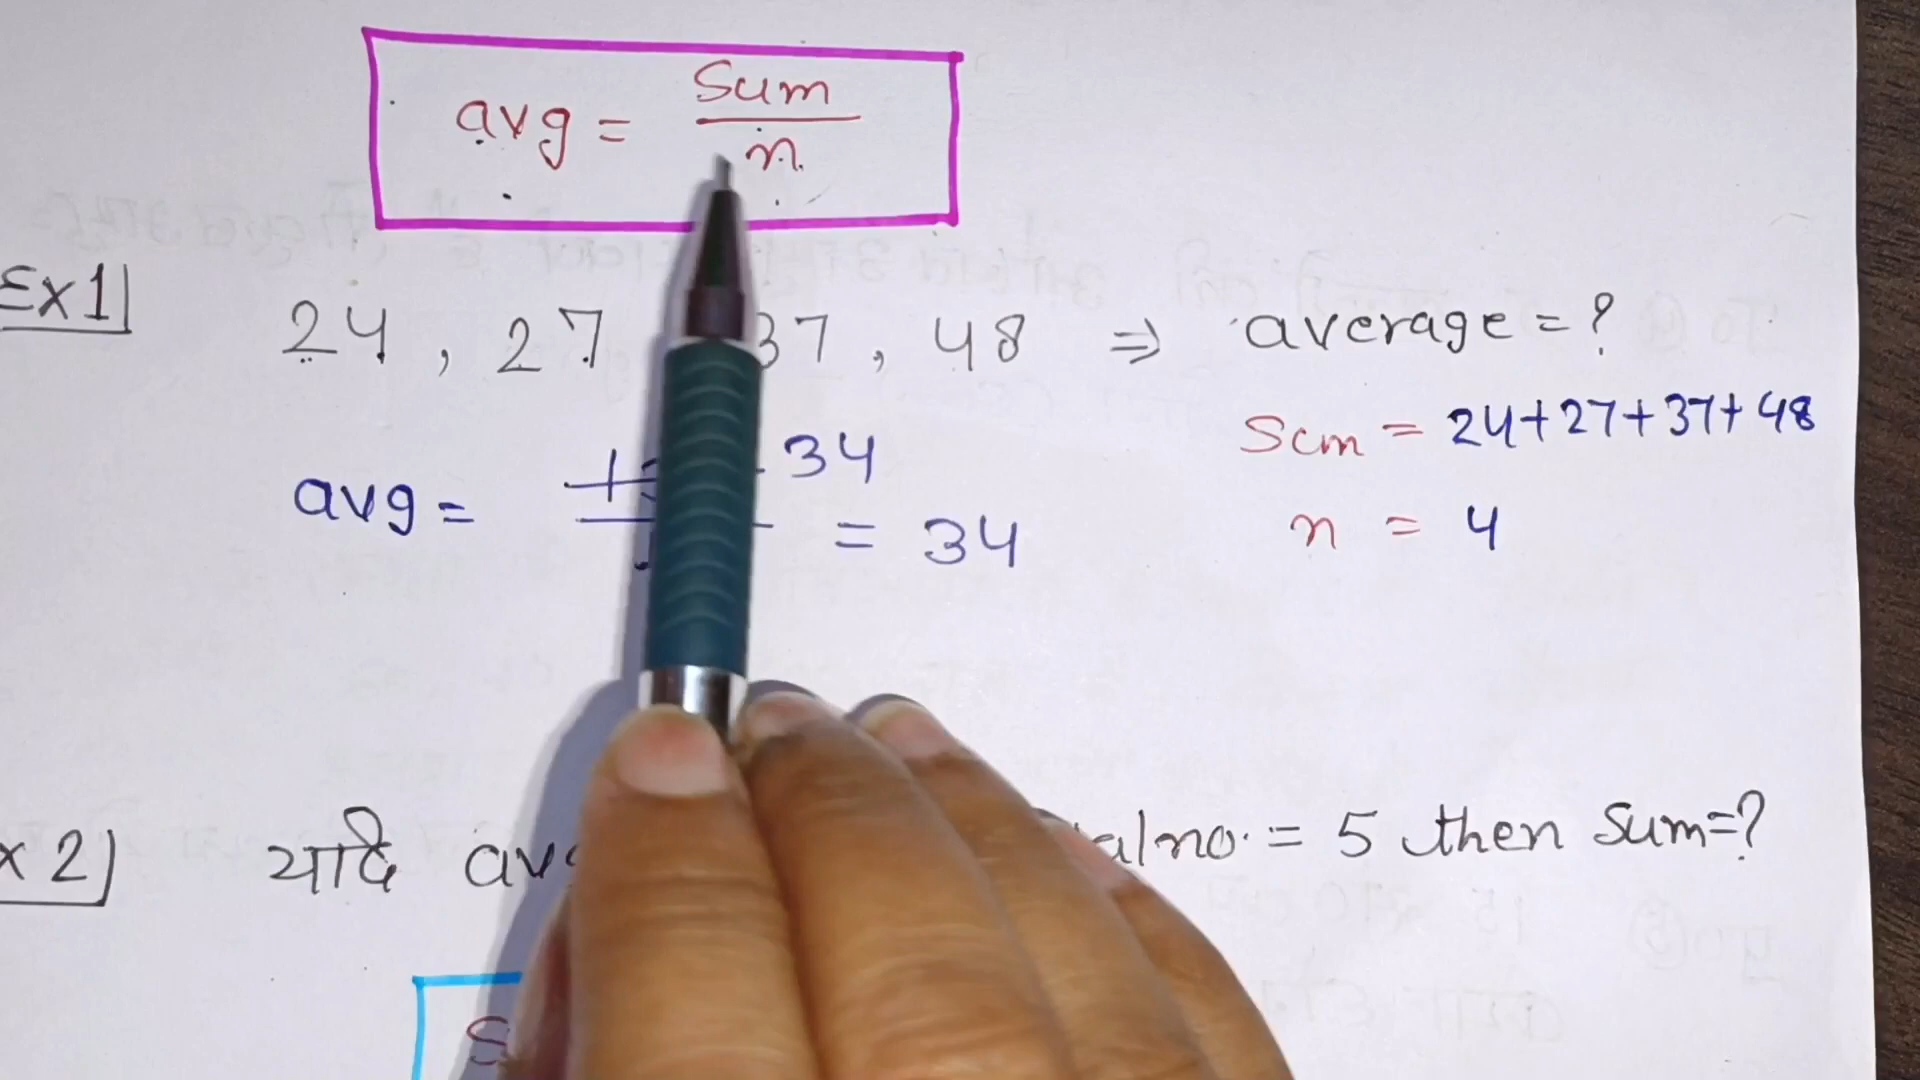 avg = Sum
n
Ex1]
24 , 27 37 , 48 ⇒ average = ?
Sum = 24+27+37+48
34
avg = = 34
n = 4
x 2]
यदि no. = 5 then sum=?